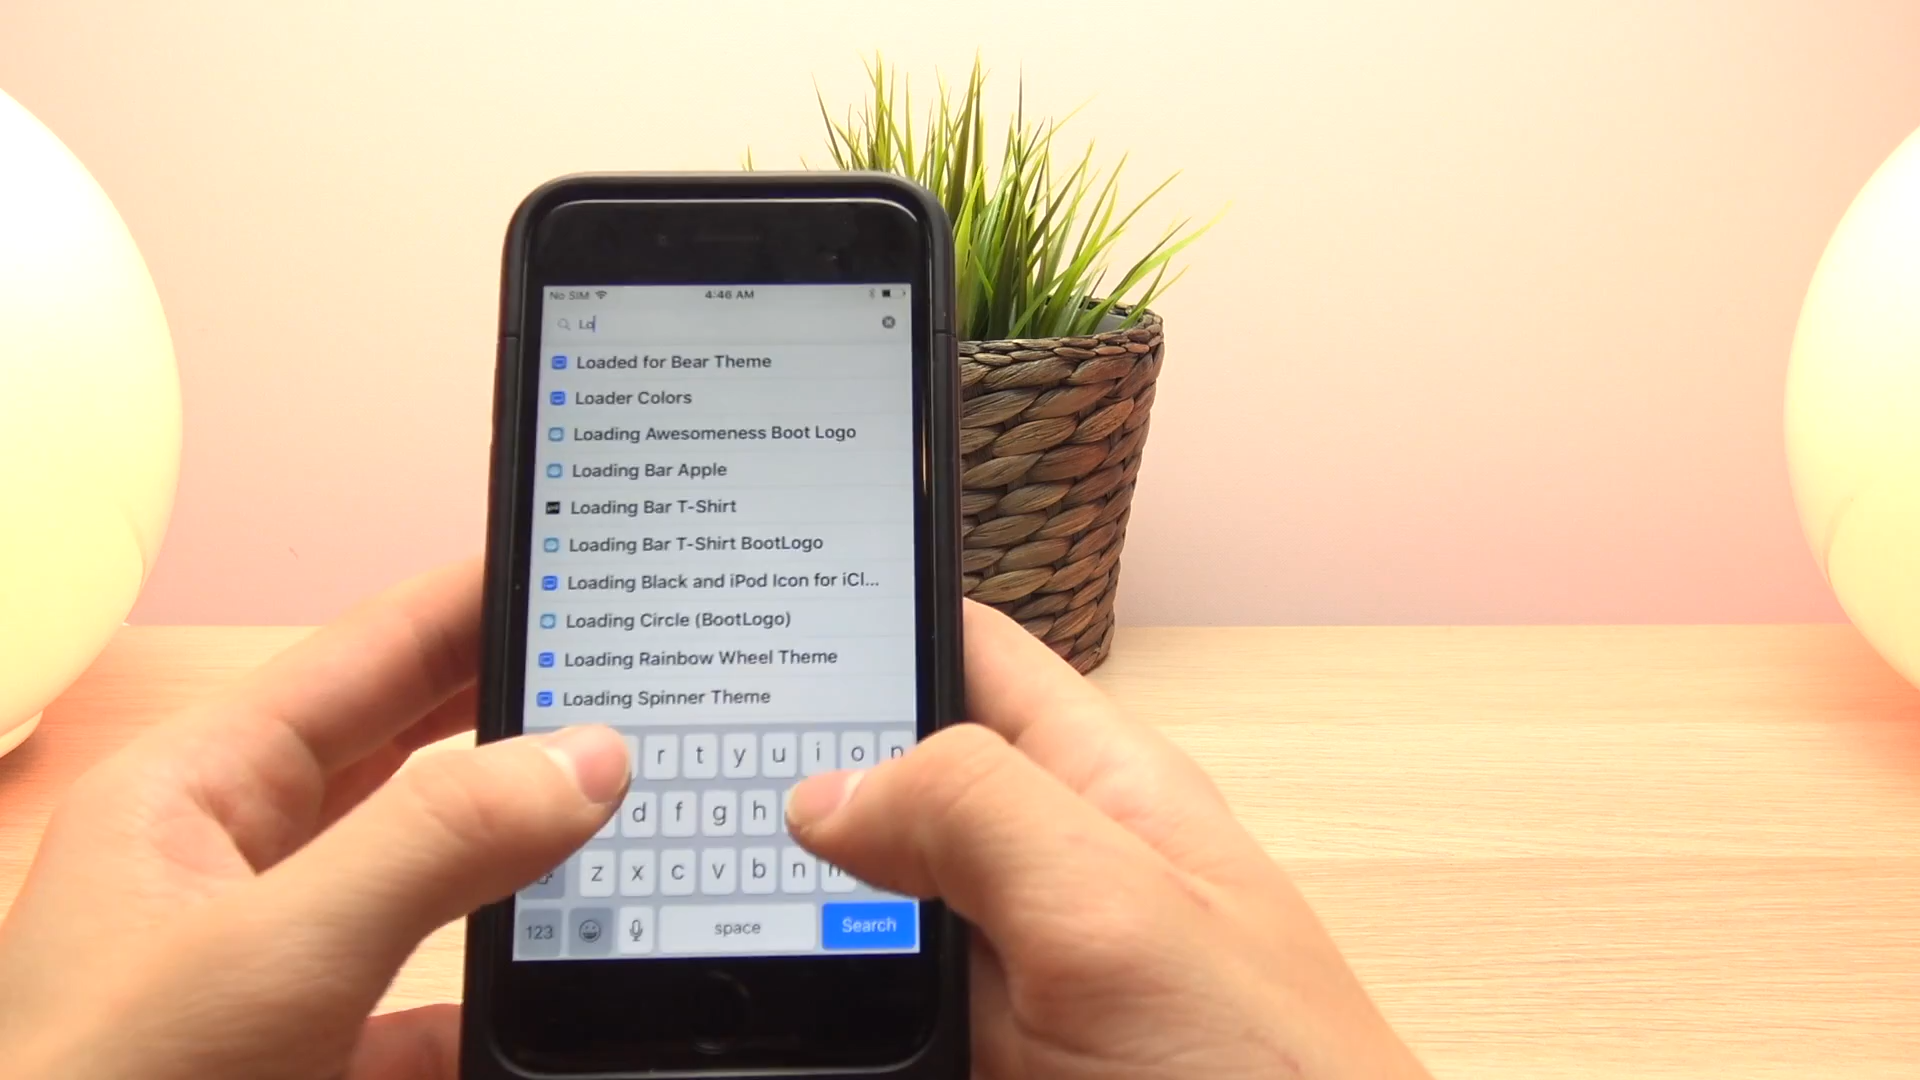 No SIM 4:46 AM
Lo
Loaded for Bear Theme
Loader Colors
Loading Awesomeness Boot Logo
Loading Bar Apple
Loading Bar T-Shirt
Loading Bar T-Shirt BootLogo
Loading Black and iPod Icon for iCl...
Loading Circle (BootLogo)
Loading Rainbow Wheel Theme
Loading Spinner Theme
r t y u i o p
d f g h
z x c v b n m
123 space Search